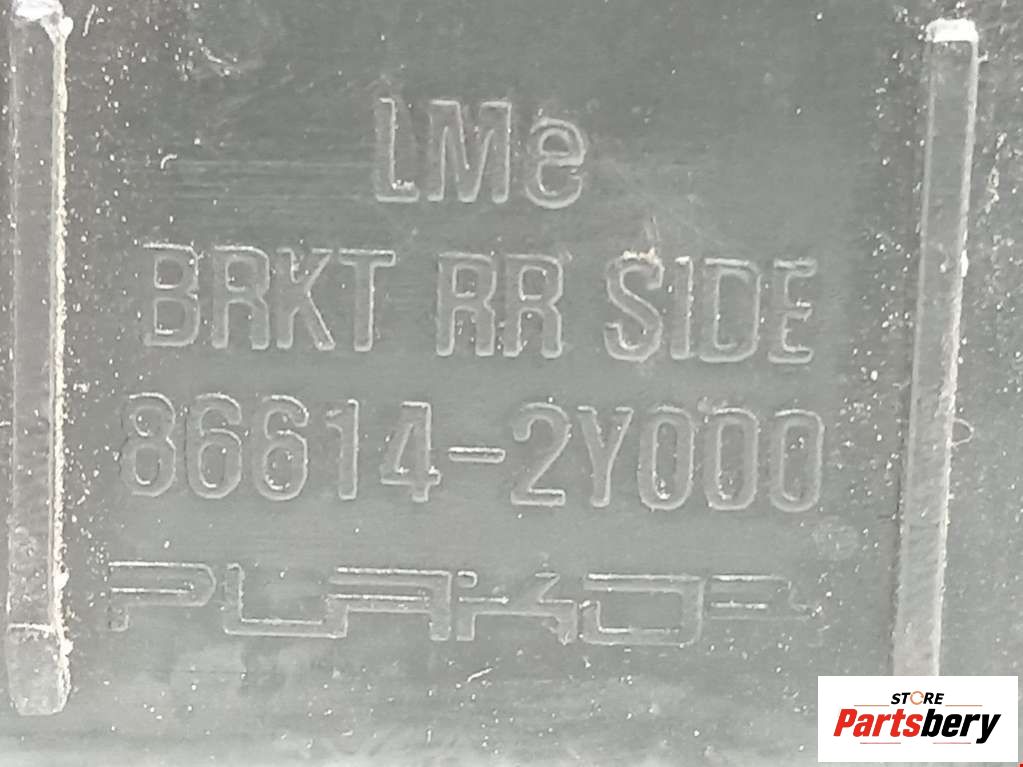 LMe
BRKT RR SIDE
86614-2Y000
PLAKOR
STORE
Partsbery